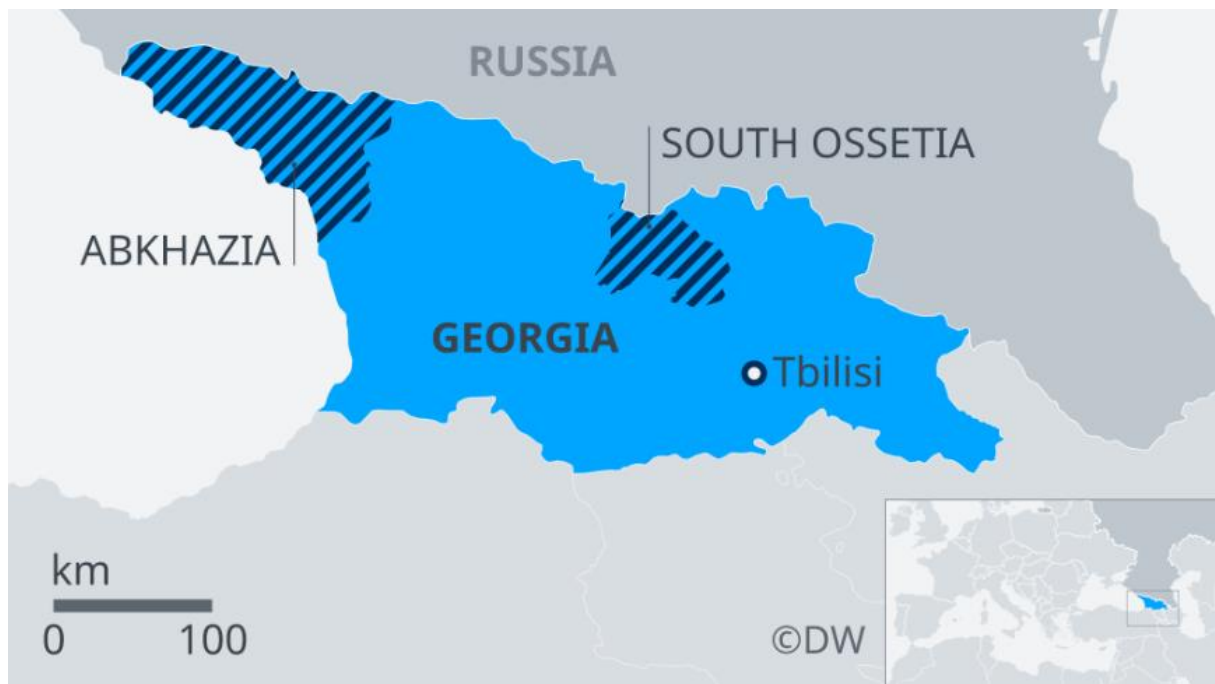 RUSSIA
SOUTH OSSETIA
ABKHAZIA
GEORGIA
Tbilisi
km
0 100
©DW